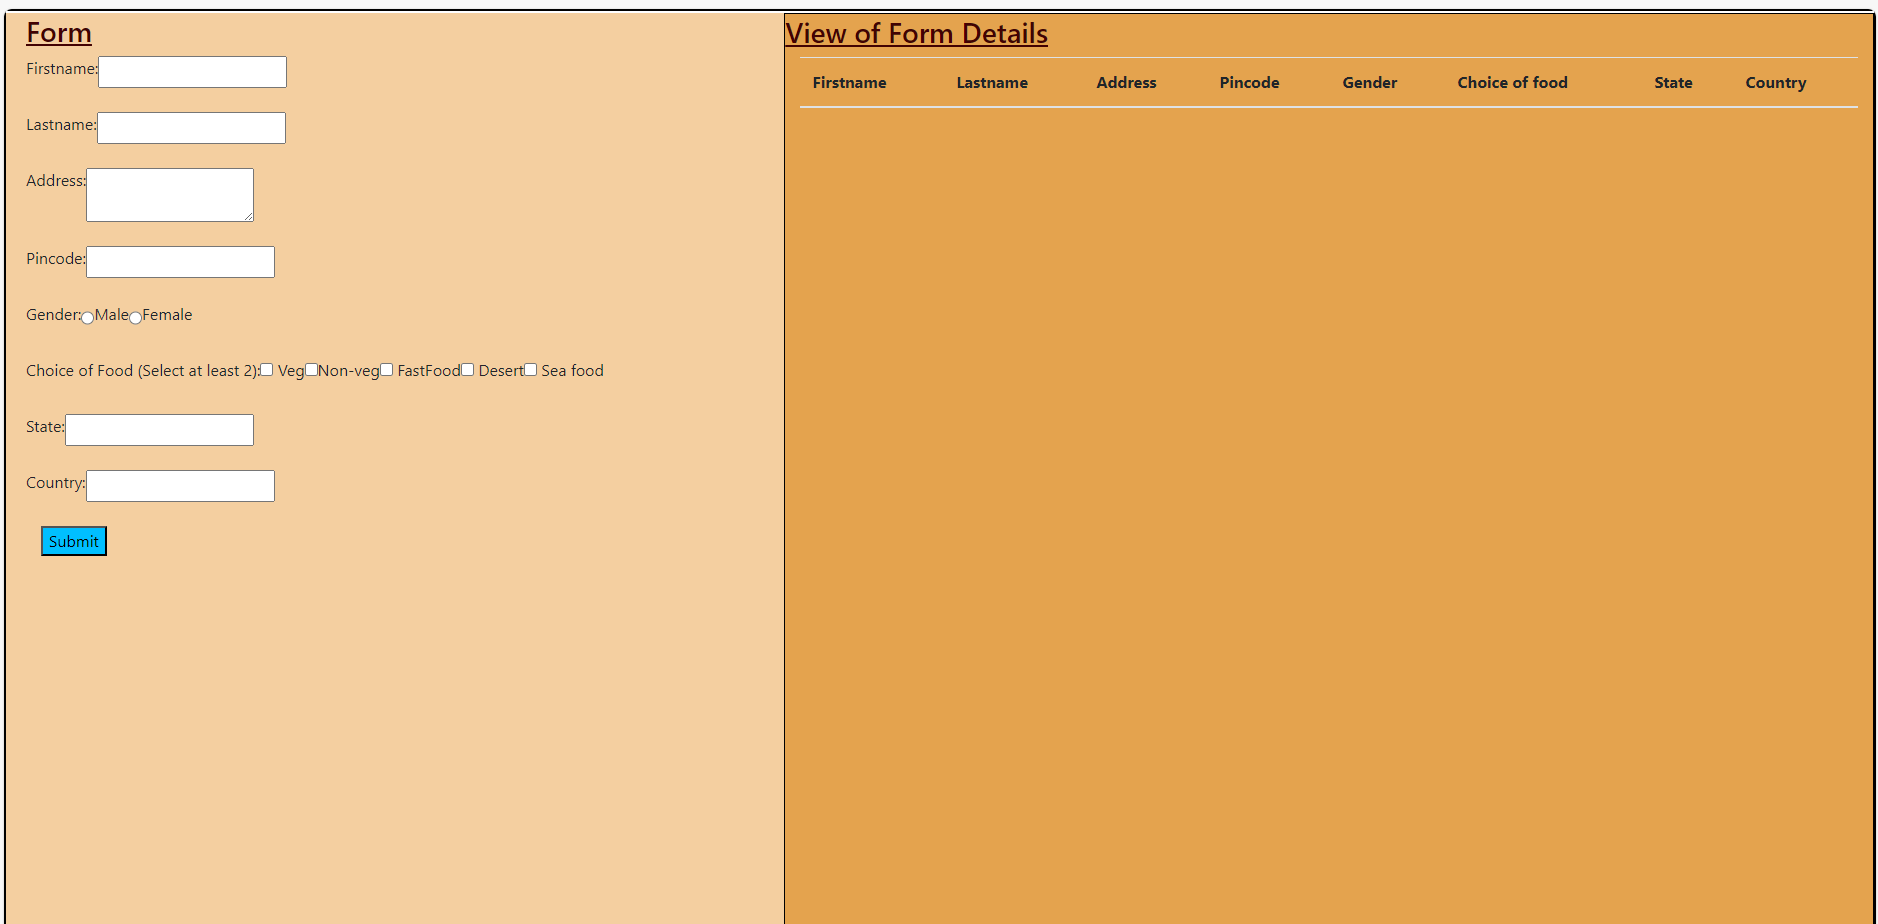 Form
Firstname:
Lastname:
Address:
Pincode:
Gender:Male Female
Choice of Food (Select at least 2): Veg Non-veg FastFood Desert Sea food
State:
Country:
Submit
View of Form Details
Firstname Lastname Address Pincode Gender Choice of food State Country